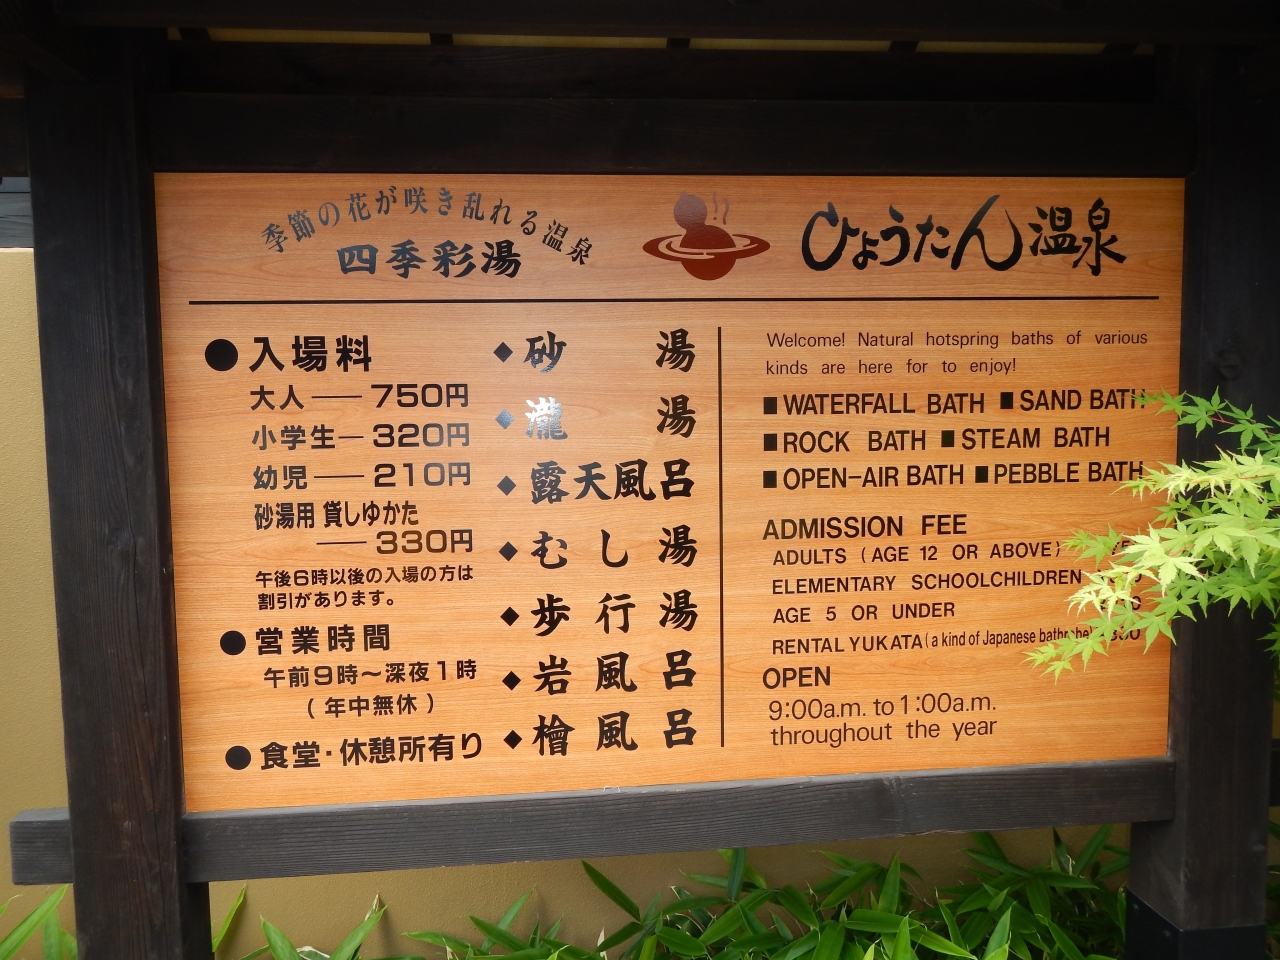 季節の花が咲き乱れる温泉
四季彩湯
ひょうたん温泉
●入場料
大人――750円
小学生―320円
幼児――210円
砂湯用 貸しゆかた
――330円
午後6時以後の入場の方は
割引があります。
●営業時間
午前9時～深夜1時
(年中無休)
●食堂・休憩所有り
◆砂湯
◆瀧湯
◆露天風呂
◆むし湯
◆歩行湯
◆岩風呂
◆檜風呂
Welcome! Natural hotspring baths of various
kinds are here for to enjoy!
■WATERFALL BATH ■SAND BATH
■ROCK BATH ■STEAM BATH
■OPEN-AIR BATH ■PEBBLE BATH
ADMISSION FEE
ADULTS (AGE 12 OR ABOVE)
ELEMENTARY SCHOOLCHILDREN
AGE 5 OR UNDER
RENTAL YUKATA (a kind of Japanese bathrobe)
OPEN
9:00a.m. to 1:00a.m.
throughout the year